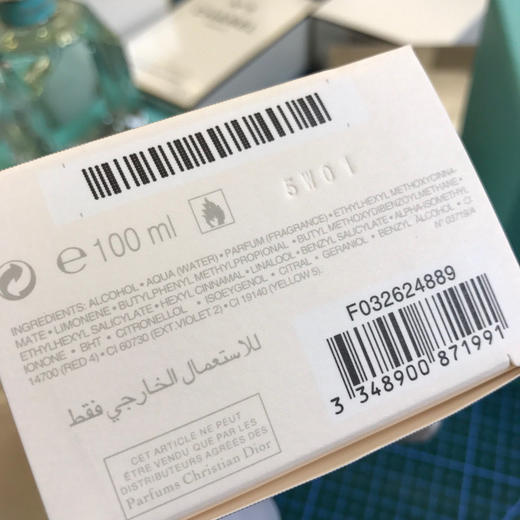 5W01
℮ 100 ml
INGREDIENTS: ALCOHOL • AQUA (WATER) • PARFUM (FRAGRANCE) • ETHYLHEXYL METHOXYCINNA-
MATE • LIMONENE • BUTYLPHENYL METHYLPROPIONAL • BUTYL METHOXYDIBENZOYLMETHANE •
ETHYLHEXYL SALICYLATE • HEXYL CINNAMAL • LINALOOL • BENZYL SALICYLATE • ALPHA-ISOMETHYL
IONONE • BHT • CITRONELLOL • ISOEUGENOL • CITRAL • GERANIOL • BENZYL ALCOHOL • CI
14700 (RED 4) • CI 60730 (EXT.VIOLET 2) • CI 19140 (YELLOW 5).
N° 03715/A
للاستعمال الخارجي فقط
F032624889
3 348900 871991
CET ARTICLE NE PEUT
ÊTRE VENDU QUE PAR LES
DISTRIBUTEURS AGRÉÉS DES
Parfums Christian Dior